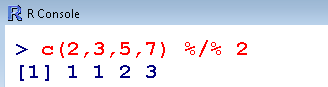 R Console
> c(2,3,5,7) %/% 2
[1] 1 1 2 3